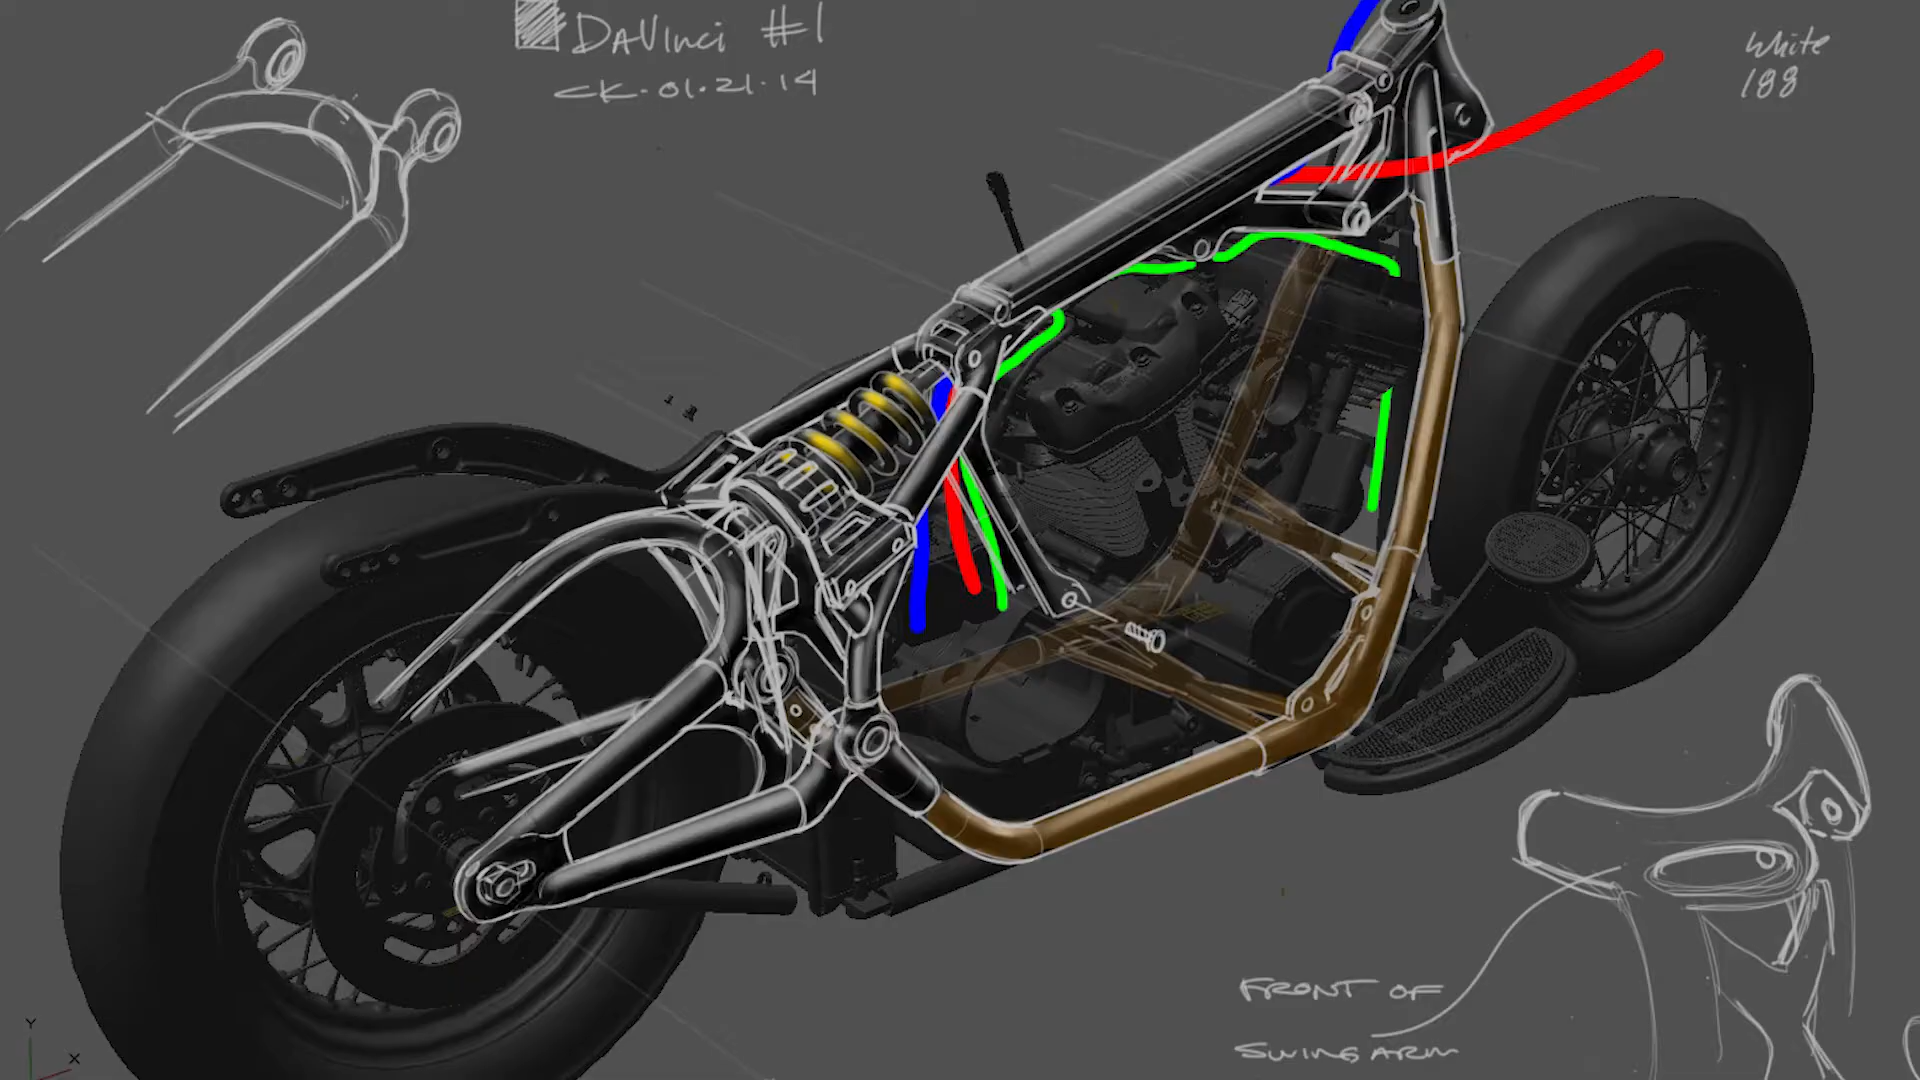 DAVinci #1
CK·01·21·14
White
188
FRONT OF
SWING ARM
Y
X